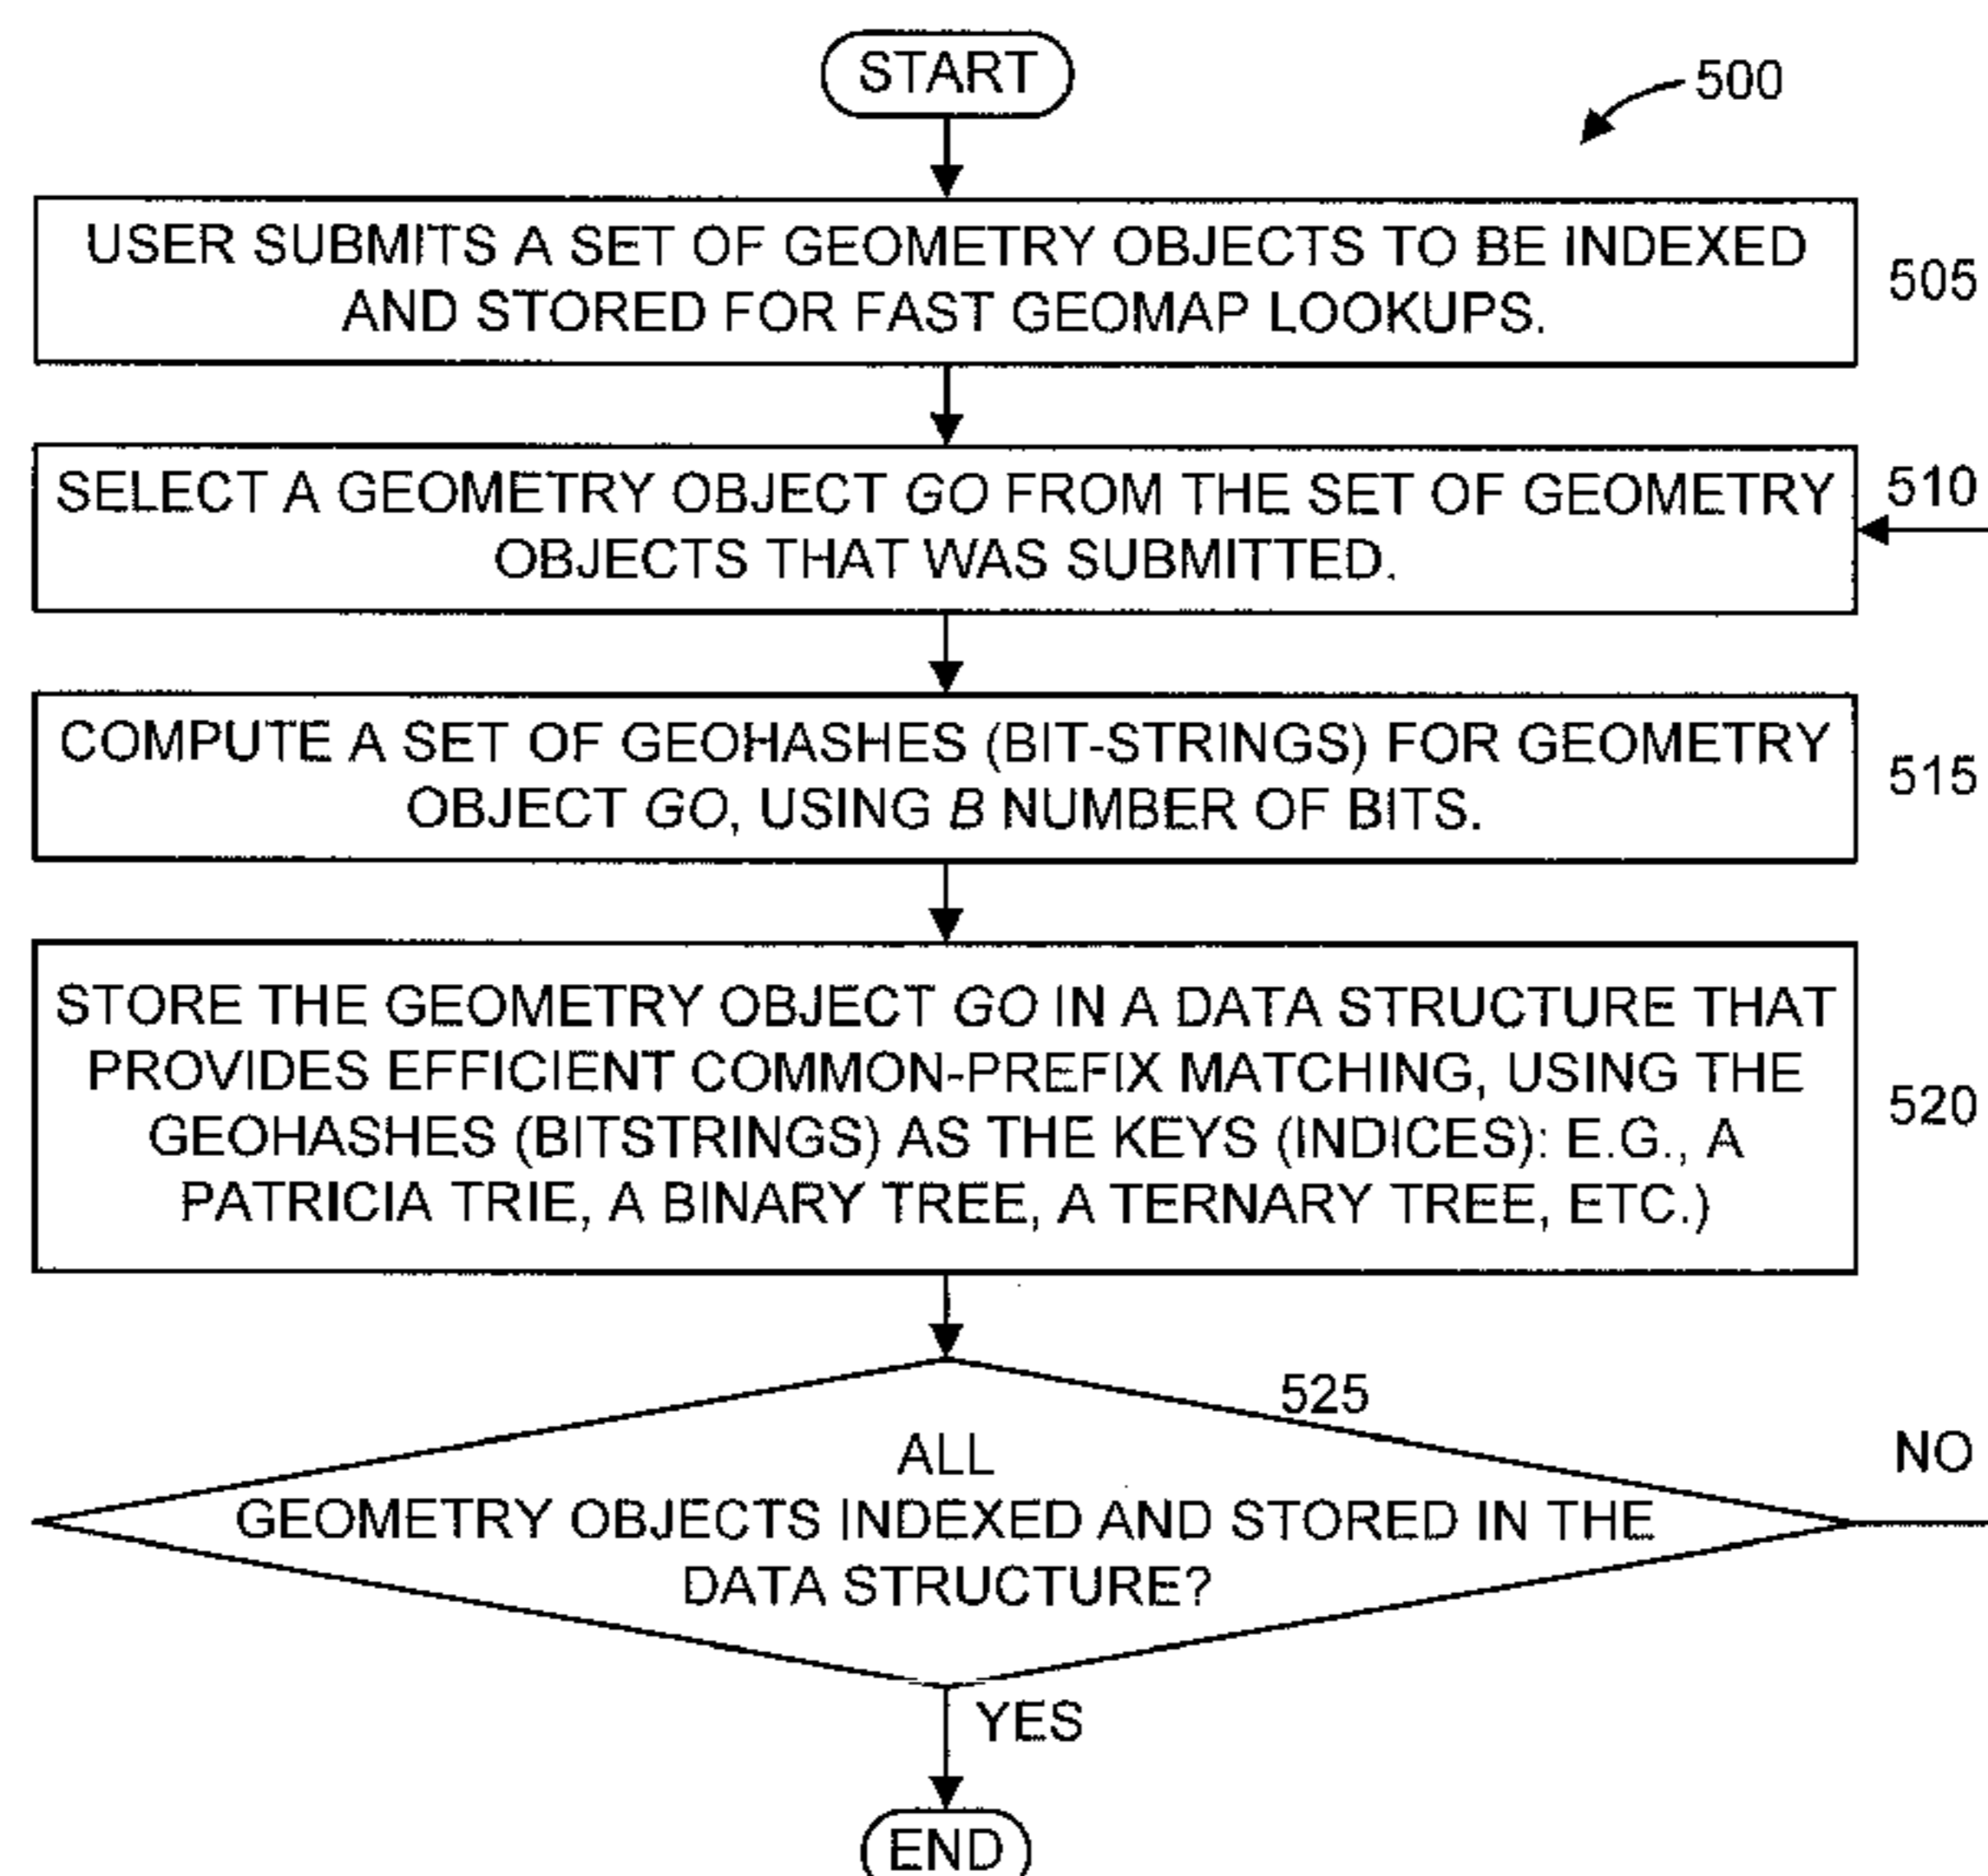 START
500
USER SUBMITS A SET OF GEOMETRY OBJECTS TO BE INDEXED
AND STORED FOR FAST GEOMAP LOOKUPS.
505
SELECT A GEOMETRY OBJECT GO FROM THE SET OF GEOMETRY
OBJECTS THAT WAS SUBMITTED.
510
COMPUTE A SET OF GEOHASHES (BIT-STRINGS) FOR GEOMETRY
OBJECT GO, USING B NUMBER OF BITS.
515
STORE THE GEOMETRY OBJECT GO IN A DATA STRUCTURE THAT
PROVIDES EFFICIENT COMMON-PREFIX MATCHING, USING THE
GEOHASHES (BITSTRINGS) AS THE KEYS (INDICES): E.G., A
PATRICIA TRIE, A BINARY TREE, A TERNARY TREE, ETC.)
520
525
ALL
GEOMETRY OBJECTS INDEXED AND STORED IN THE
DATA STRUCTURE?
NO
YES
END